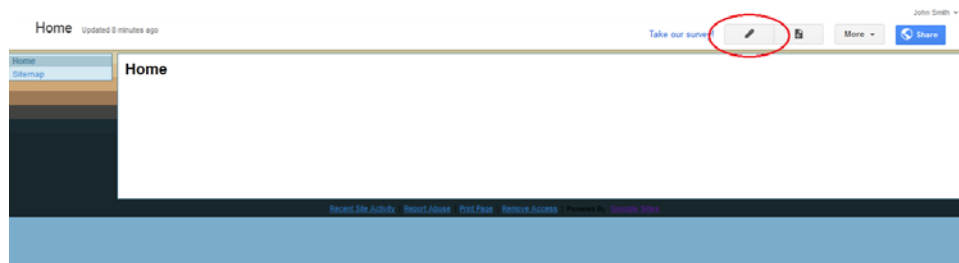 John Smith
Home Updated 8 minutes ago
Take our survey! More Share
Home
Sitemap
Home
Recent Site Activity | Report Abuse | Print Page | Remove Access | Powered By Google Sites